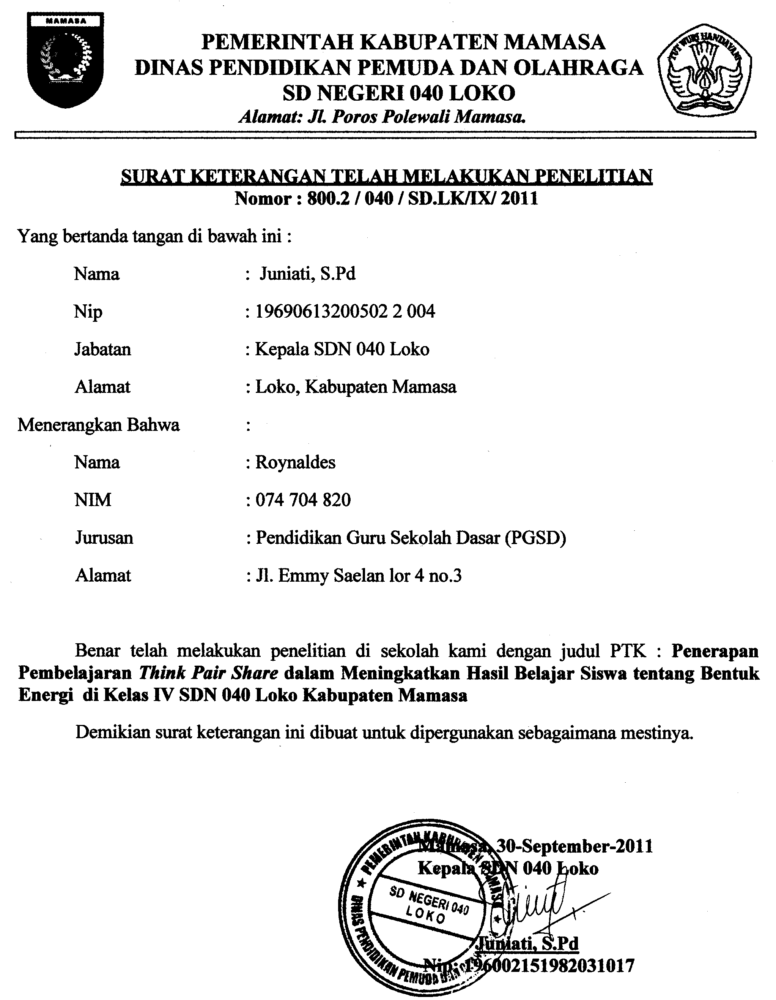 MAMASA
TUT WURI HANDAYANI
PEMERINTAH KABUPATEN MAMASA
DINAS PENDIDIKAN PEMUDA DAN OLAHRAGA
SD NEGERI 040 LOKO
Alamat: Jl. Poros Polewali Mamasa.
SURAT KETERANGAN TELAH MELAKUKAN PENELITIAN
Nomor : 800.2 / 040 / SD.LK/IX/ 2011
Yang bertanda tangan di bawah ini :
Nama : Juniati, S.Pd
Nip : 19690613200502 2 004
Jabatan : Kepala SDN 040 Loko
Alamat : Loko, Kabupaten Mamasa
Menerangkan Bahwa :
Nama : Roynaldes
NIM : 074 704 820
Jurusan : Pendidikan Guru Sekolah Dasar (PGSD)
Alamat : Jl. Emmy Saelan lor 4 no.3
Benar telah melakukan penelitian di sekolah kami dengan judul PTK : Penerapan
Pembelajaran Think Pair Share dalam Meningkatkan Hasil Belajar Siswa tentang Bentuk
Energi di Kelas IV SDN 040 Loko Kabupaten Mamasa
Demikian surat keterangan ini dibuat untuk dipergunakan sebagaimana mestinya.
Mamasa, 30-September-2011
Kepala SDN 040 Loko
PEMERINTAH KABUPATEN MAMASA
SD NEGERI 040
LOKO
DINAS PENDIDIKAN PEMUDA DAN
Juniati, S.Pd
Nip: 196002151982031017